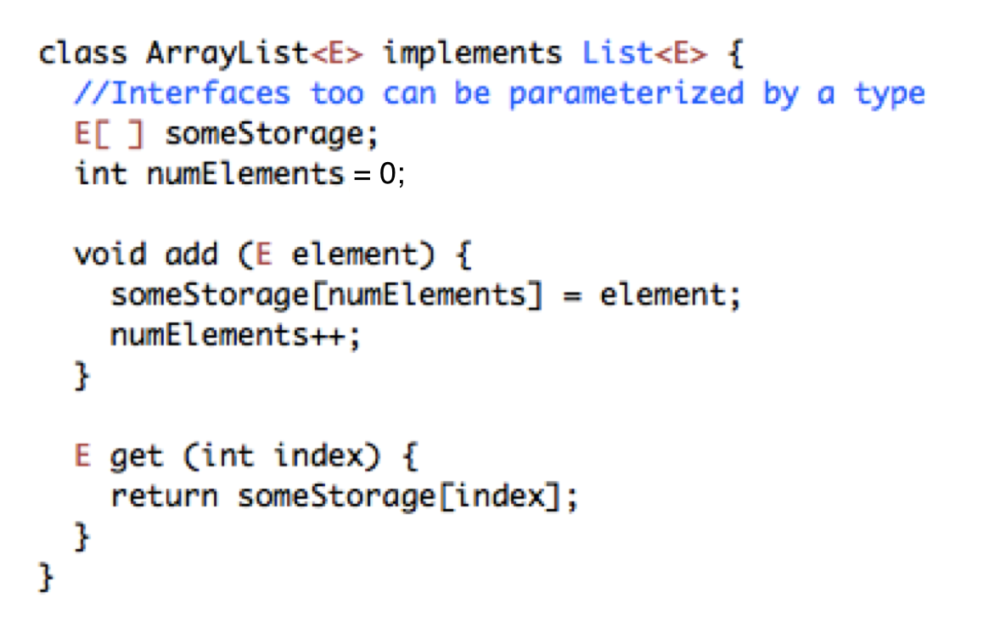 class ArrayList<E> implements List<E> {
//Interfaces too can be parameterized by a type
E[ ] someStorage;
int numElements = 0;
void add (E element) {
someStorage[numElements] = element;
numElements++;
}
E get (int index) {
return someStorage[index];
}
}